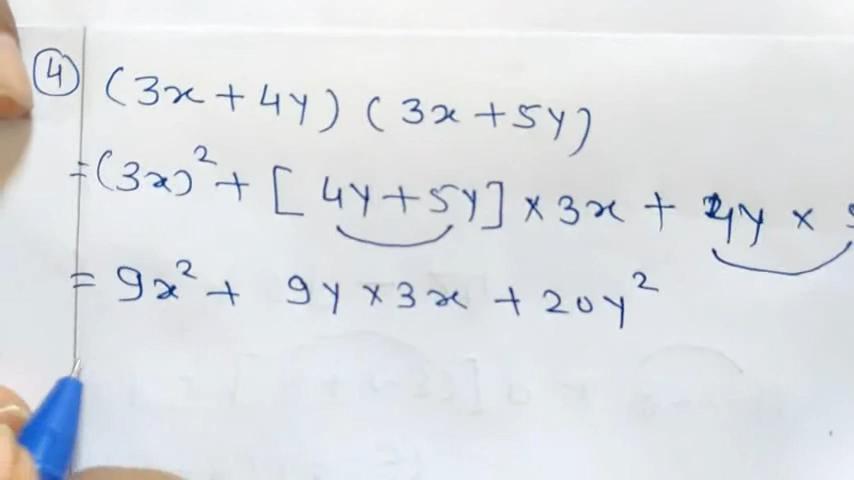 ④ (3x + 4y) (3x + 5y)
= (3x)² + [4y + 5y] × 3x + 4y ×
= 9x² + 9y × 3x + 20y²